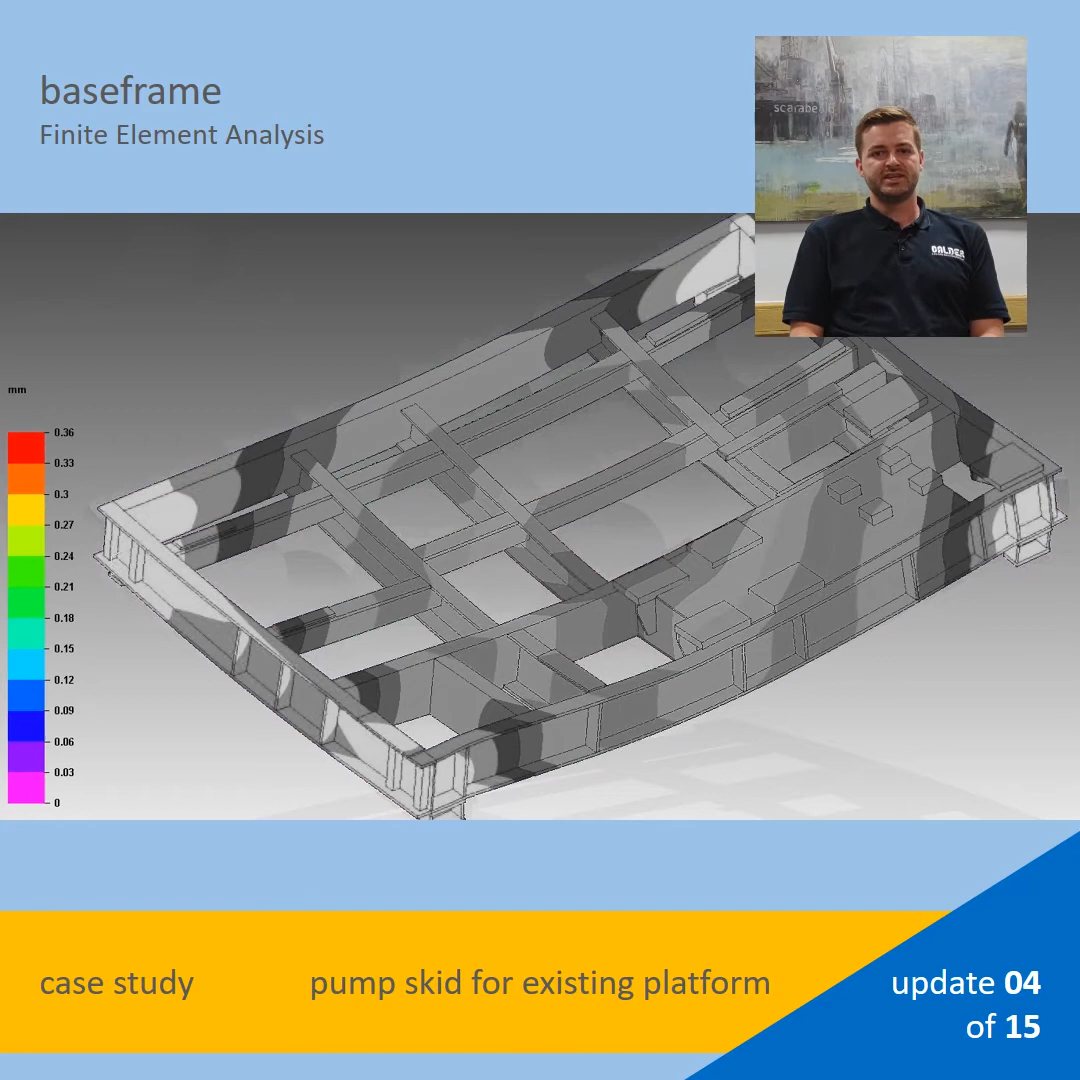 baseframe
Finite Element Analysis
scarabe
mm
0.36
0.33
0.3
0.27
0.24
0.21
0.18
0.15
0.12
0.09
0.06
0.03
0
case study
pump skid for existing platform
update 04
of 15